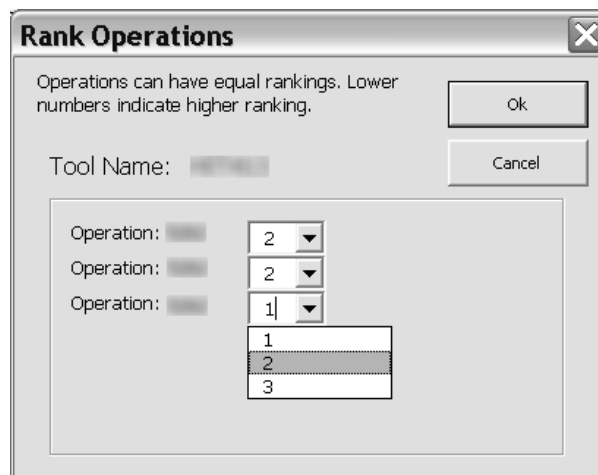 Rank Operations
Operations can have equal rankings. Lower
numbers indicate higher ranking.
Ok
Cancel
Tool Name:
Operation:
2
Operation:
2
Operation:
1
1
2
3